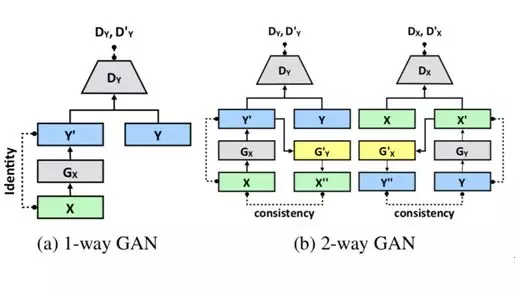 D_Y, D'_Y
D_Y
Y' Y
G_X
X
Identity
(a) 1-way GAN
D_Y, D'_Y D_X, D'_X
D_Y D_X
Y' Y X X'
G_X G'_Y G'_X G_Y
X X'' Y'' Y
consistency consistency
(b) 2-way GAN